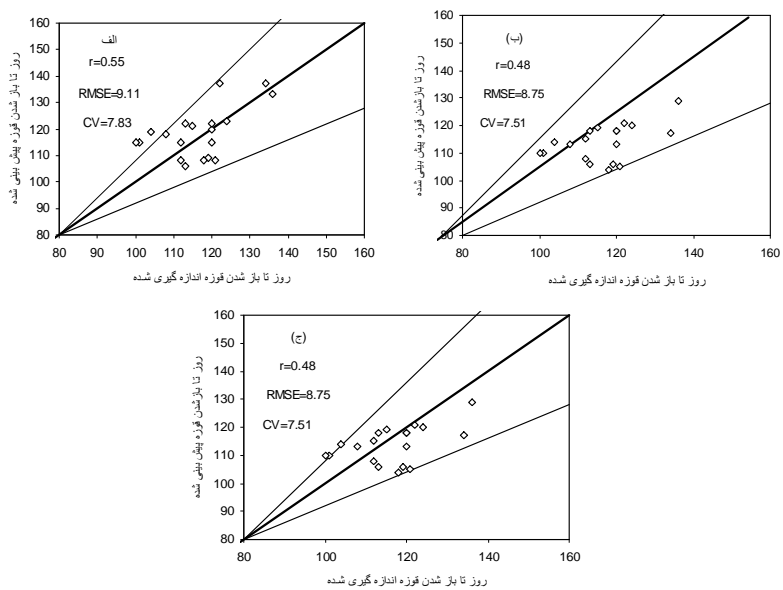 الف
r=0.55
RMSE=9.11
CV=7.83
160
150
140
130
120
110
100
90
80
80 90 100 110 120 130 140 150 160
روز تا باز شدن قوزه پیش بینی شده
روز تا باز شدن قوزه اندازه گیری شده
(ب)
r=0.48
RMSE=8.75
CV=7.51
160
150
140
130
120
110
100
90
80
80 100 120 140 160
روز تا بازشدن قوزه پیش بینی شده
روز تا باز شدن قوزه اندازه گیری شده
(ج)
r=0.48
RMSE=8.75
CV=7.51
160
150
140
130
120
110
100
90
80
80 100 120 140 160
روز تا بازشدن قوزه پیش بینی شده
روز تا باز شدن قوزه اندازه گیری شده